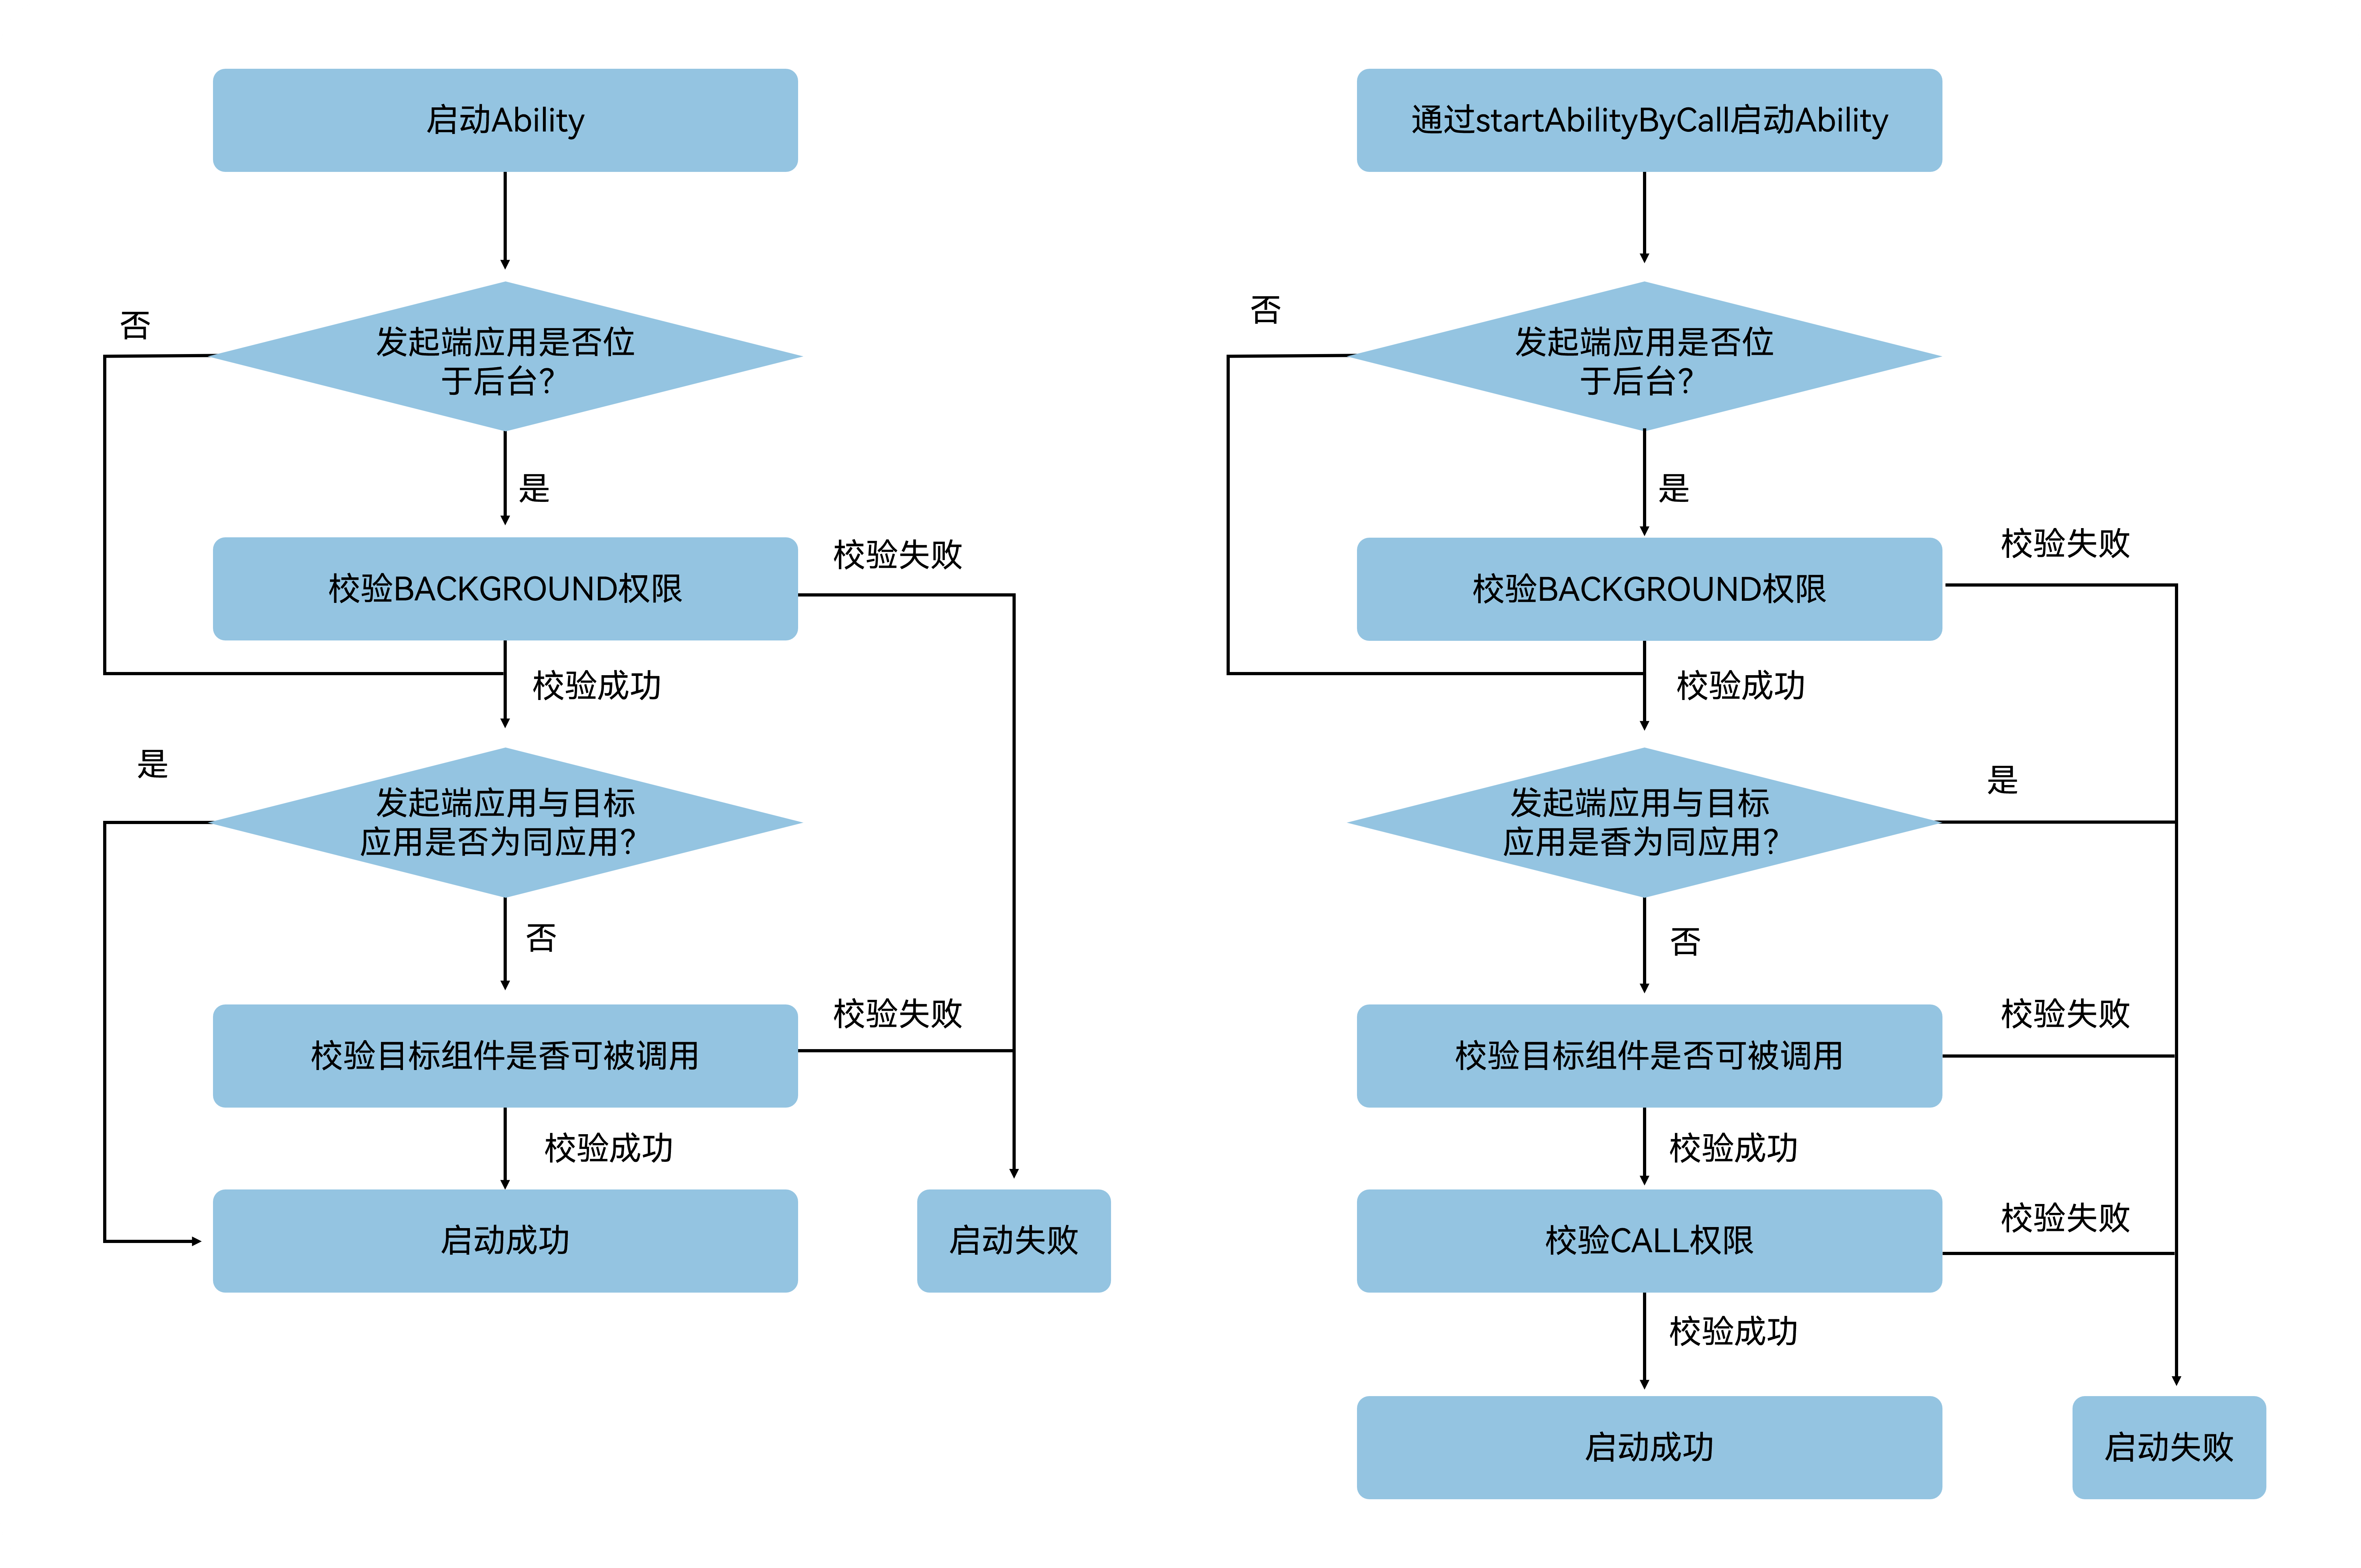 启动Ability
否
发起端应用是否位
于后台？
是
校验BACKGROUND权限
校验失败
校验成功
是
发起端应用与目标
应用是否为同应用？
否
校验目标组件是香可被调用
校验失败
校验成功
启动成功
启动失败
通过startAbilityByCall启动Ability
否
发起端应用是否位
于后台？
是
校验BACKGROUND权限
校验失败
校验成功
发起端应用与目标
应用是香为同应用？
是
否
校验目标组件是否可被调用
校验失败
校验成功
校验CALL权限
校验失败
校验成功
启动成功
启动失败